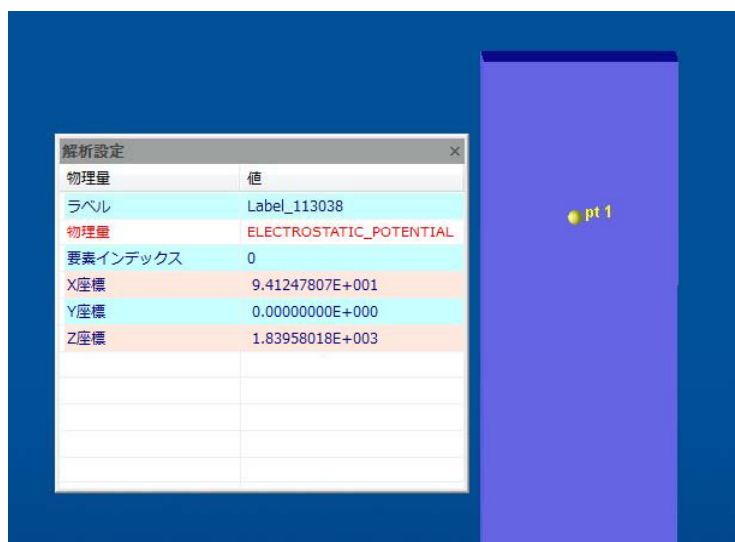 解析設定
物理量 値
ラベル Label_113038
物理量 ELECTROSTATIC_POTENTIAL
要素インデックス 0
X座標 9.41247807E+001
Y座標 0.00000000E+000
Z座標 1.83958018E+003
pt 1